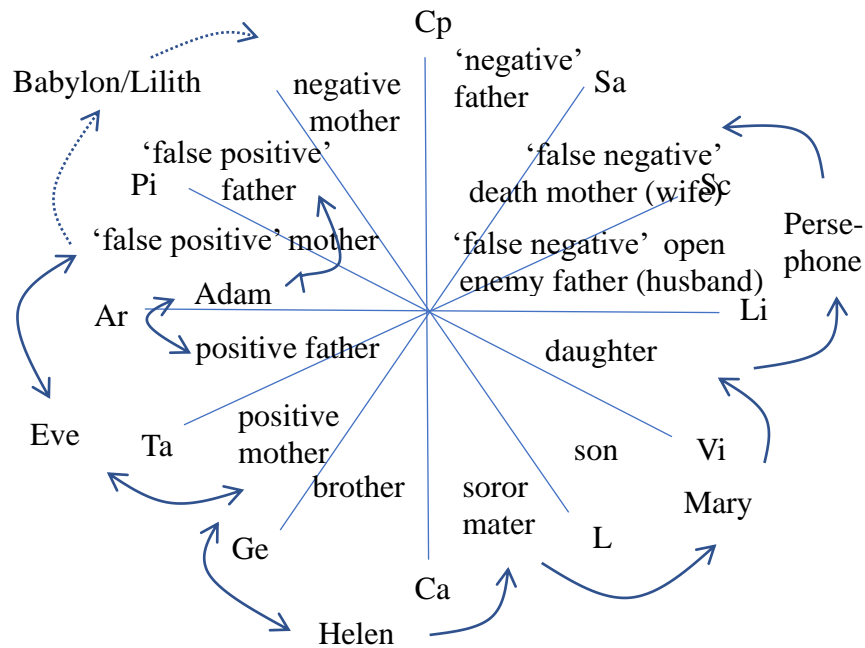 Cp
Babylon/Lilith
negative
mother
‘negative’
father
Sa
‘false positive’
father
Pi
‘false negative’
death mother (wife)
Sc
‘false positive’ mother
‘false negative’ open
enemy father (husband)
Perse-
phone
Ar
Adam
Li
positive father
daughter
Eve
Ta
positive
mother
son
Vi
brother
soror
mater
Mary
Ge
L
Ca
Helen